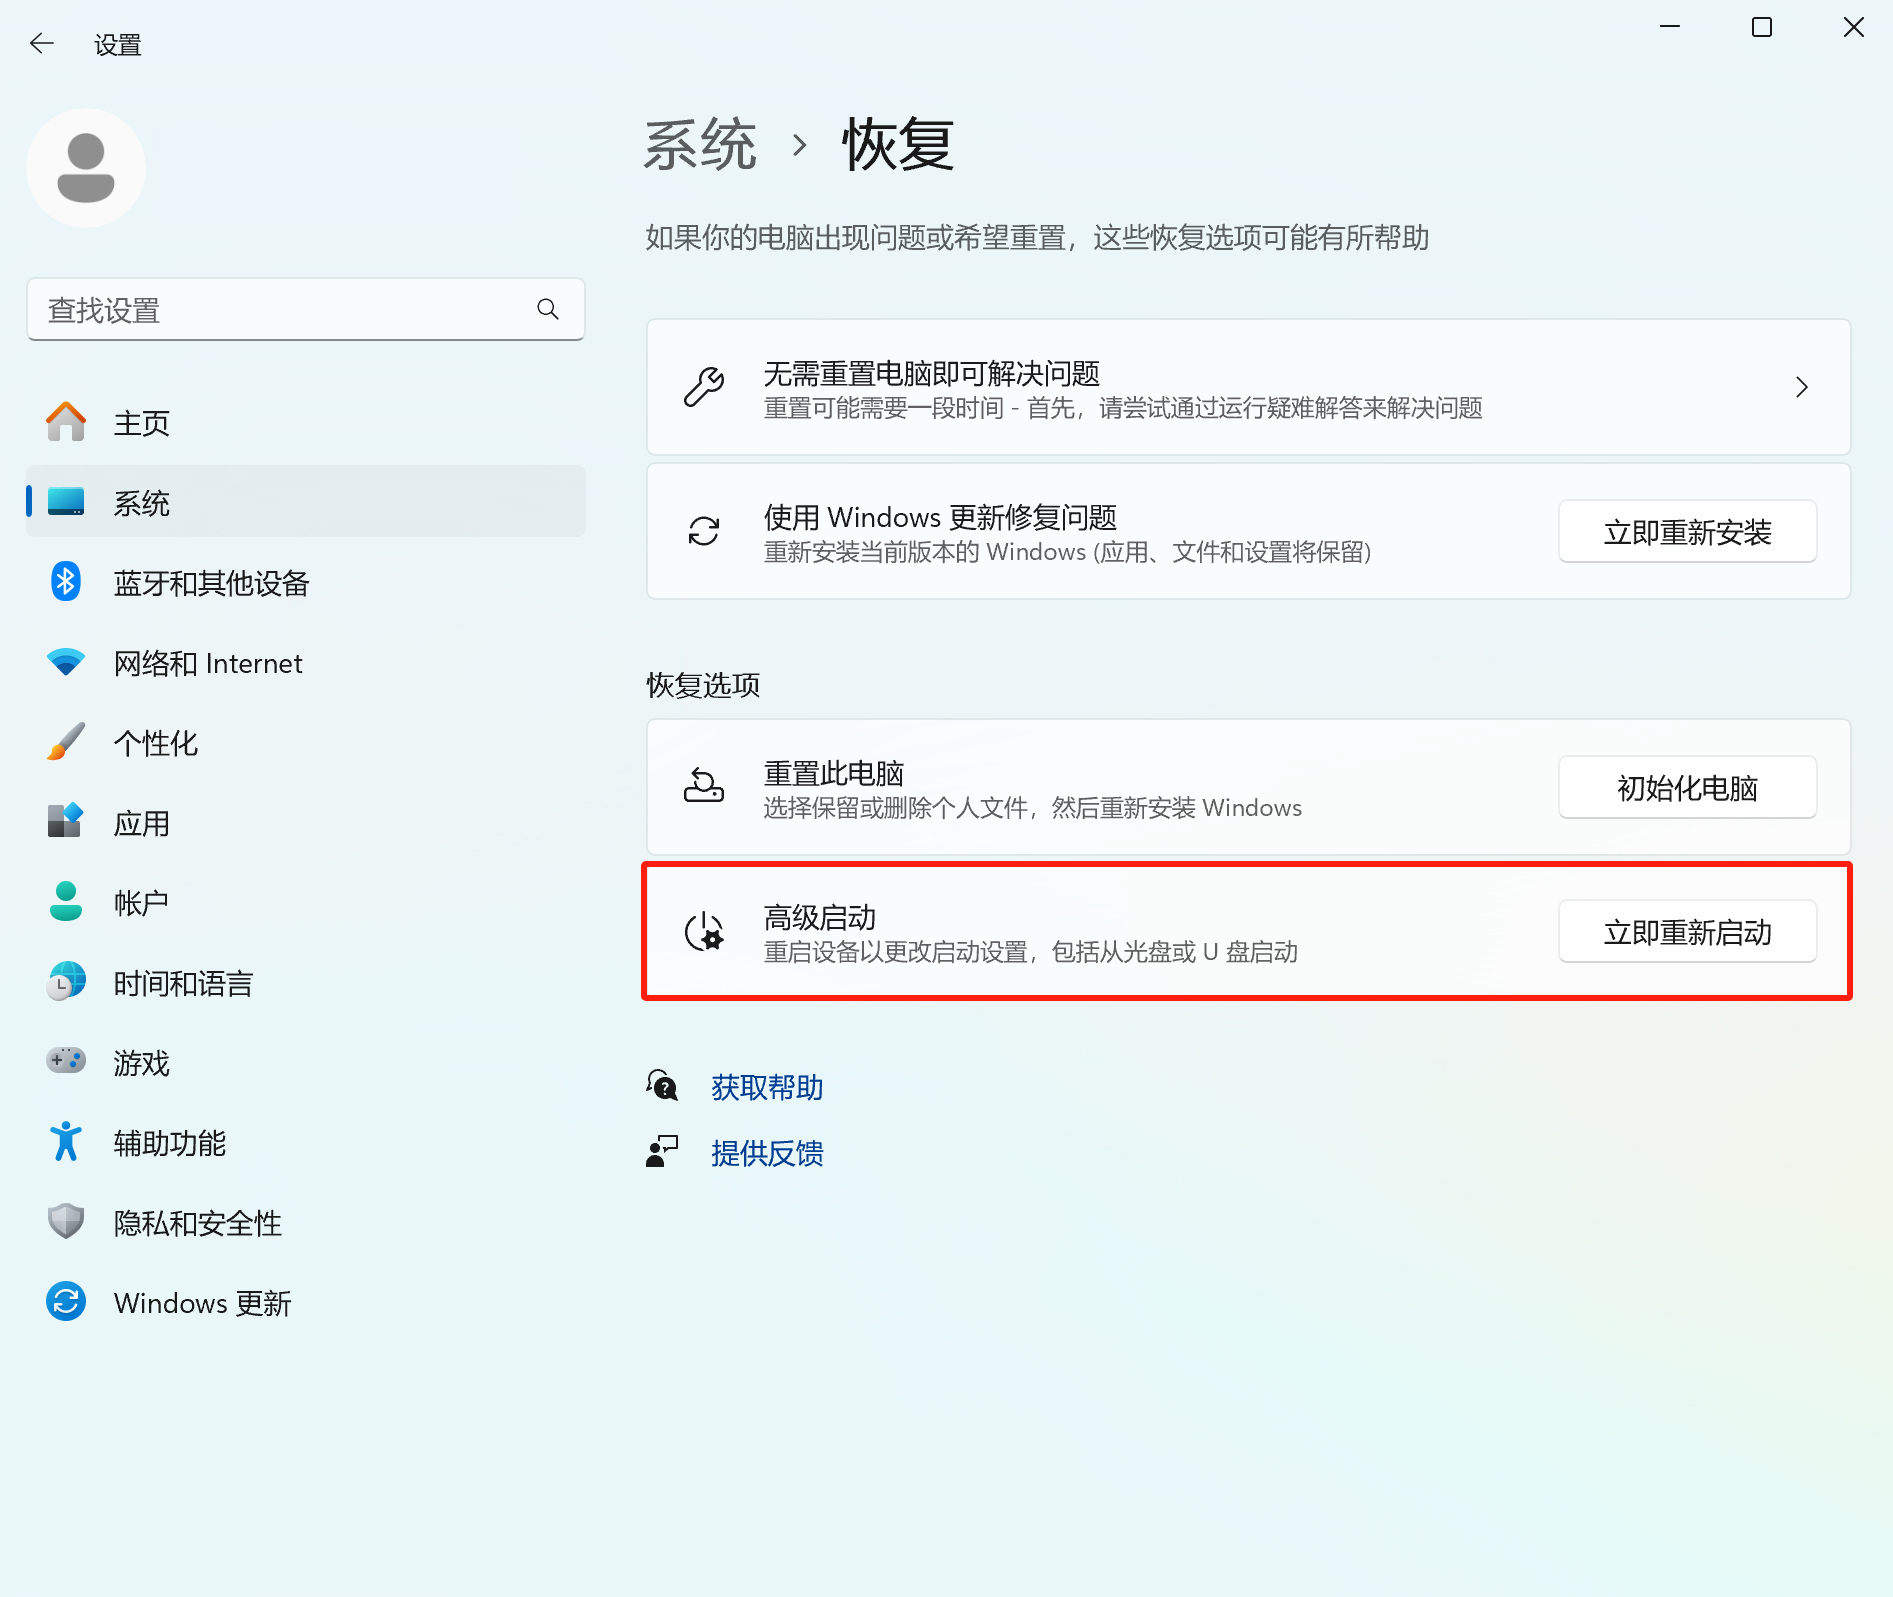 设置
查找设置
主页
系统
蓝牙和其他设备
网络和 Internet
个性化
应用
帐户
时间和语言
游戏
辅助功能
隐私和安全性
Windows 更新
系统 › 恢复
如果你的电脑出现问题或希望重置，这些恢复选项可能有所帮助
无需重置电脑即可解决问题
重置可能需要一段时间 - 首先，请尝试通过运行疑难解答来解决问题
使用 Windows 更新修复问题
重新安装当前版本的 Windows (应用、文件和设置将保留)
立即重新安装
恢复选项
重置此电脑
选择保留或删除个人文件，然后重新安装 Windows
初始化电脑
高级启动
重启设备以更改启动设置，包括从光盘或 U 盘启动
立即重新启动
获取帮助
提供反馈